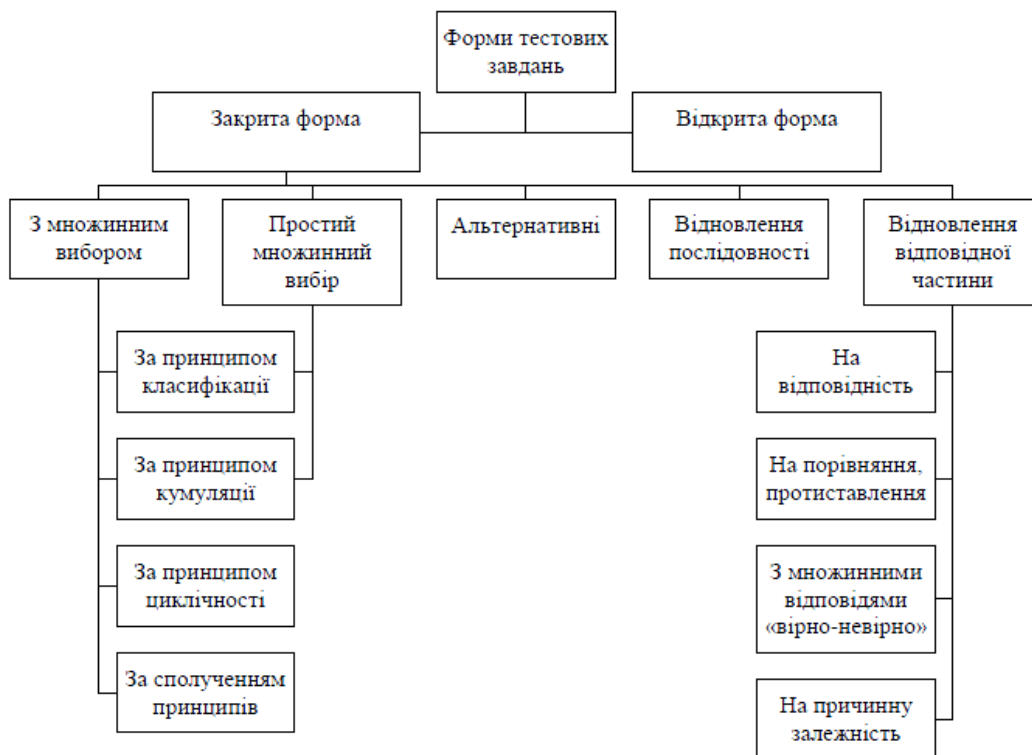 Форми тестових
завдань
Закрита форма
Відкрита форма
З множинним
вибором
Простий
множинний
вибір
Альтернативні
Відновлення
послідовності
Відновлення
відповідної
частини
За принципом
класифікації
На
відповідність
За принципом
кумуляції
На порівняння,
протиставлення
За принципом
циклічності
З множинними
відповідями
«вірно-невірно»
За сполученням
принципів
На причинну
залежність